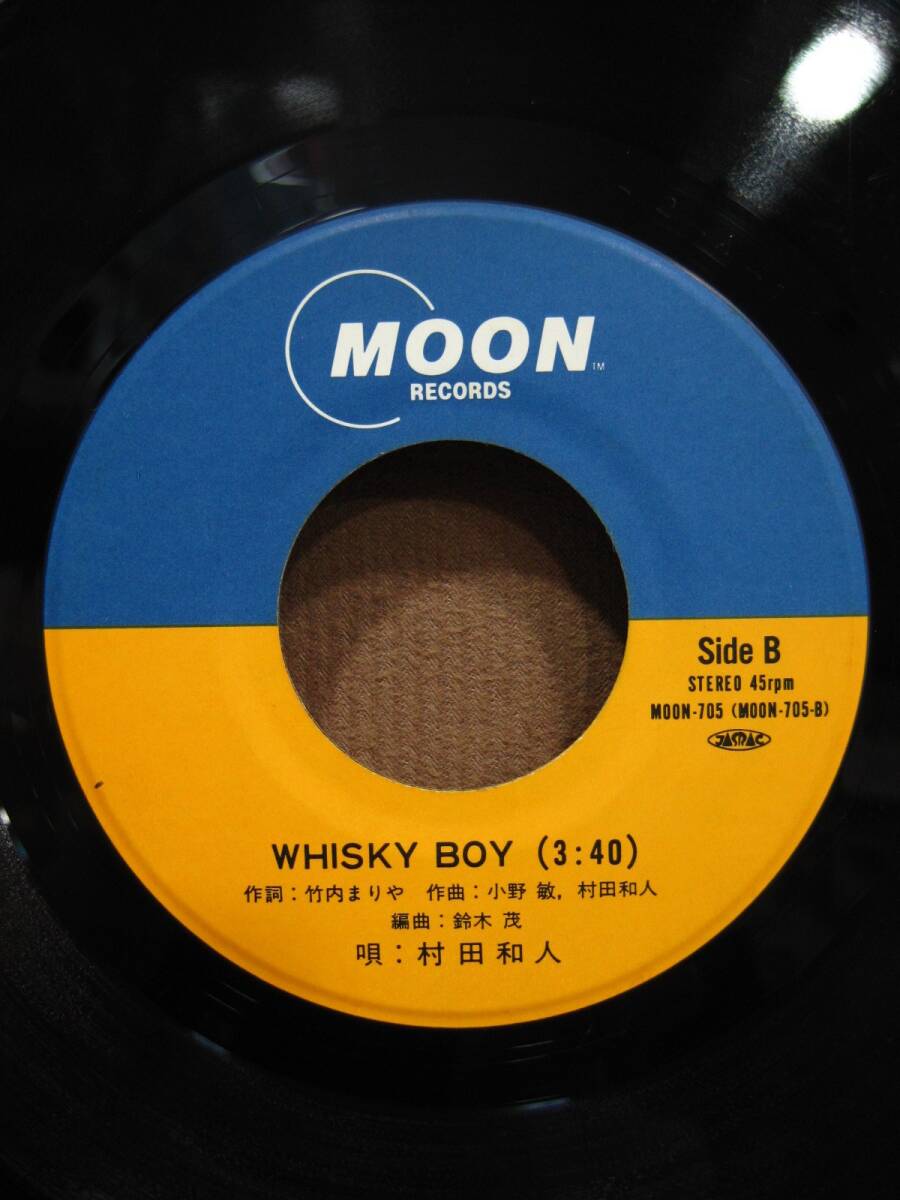 MOON
TM
RECORDS
Side B
STEREO 45rpm
MOON-705 (MOON-705-B)
JASRAC
WHISKY BOY (3:40)
作詞：竹内まりや 作曲：小野 敏，村田和人
編曲：鈴木 茂
唄：村田和人